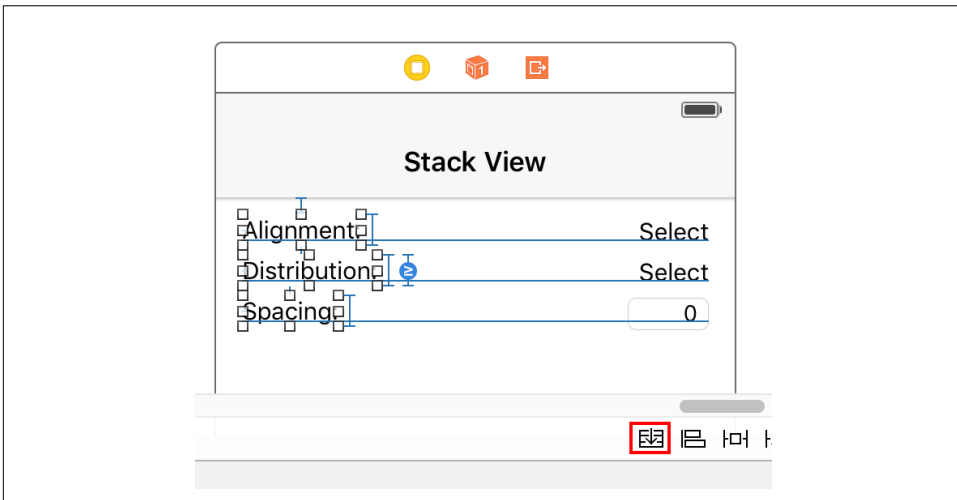 Stack View
Alignment: Select
Distribution: Select
Spacing: 0